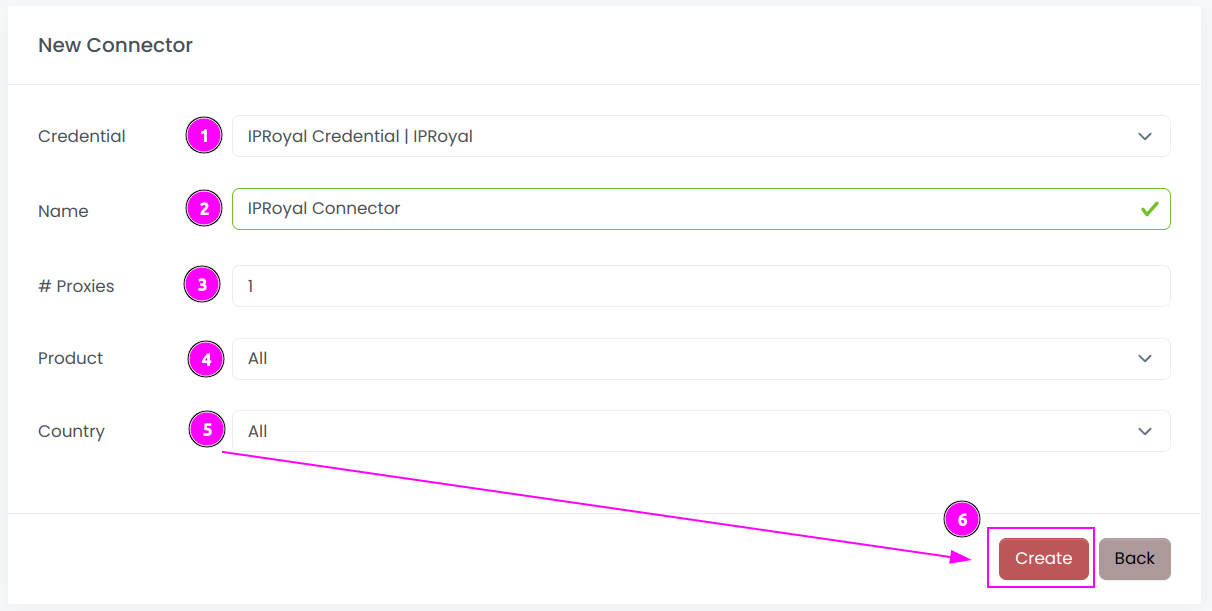 New Connector
Credential 1 IPRoyal Credential | IPRoyal
Name 2 IPRoyal Connector
# Proxies 3 1
Product 4 All
Country 5 All
6
Create Back